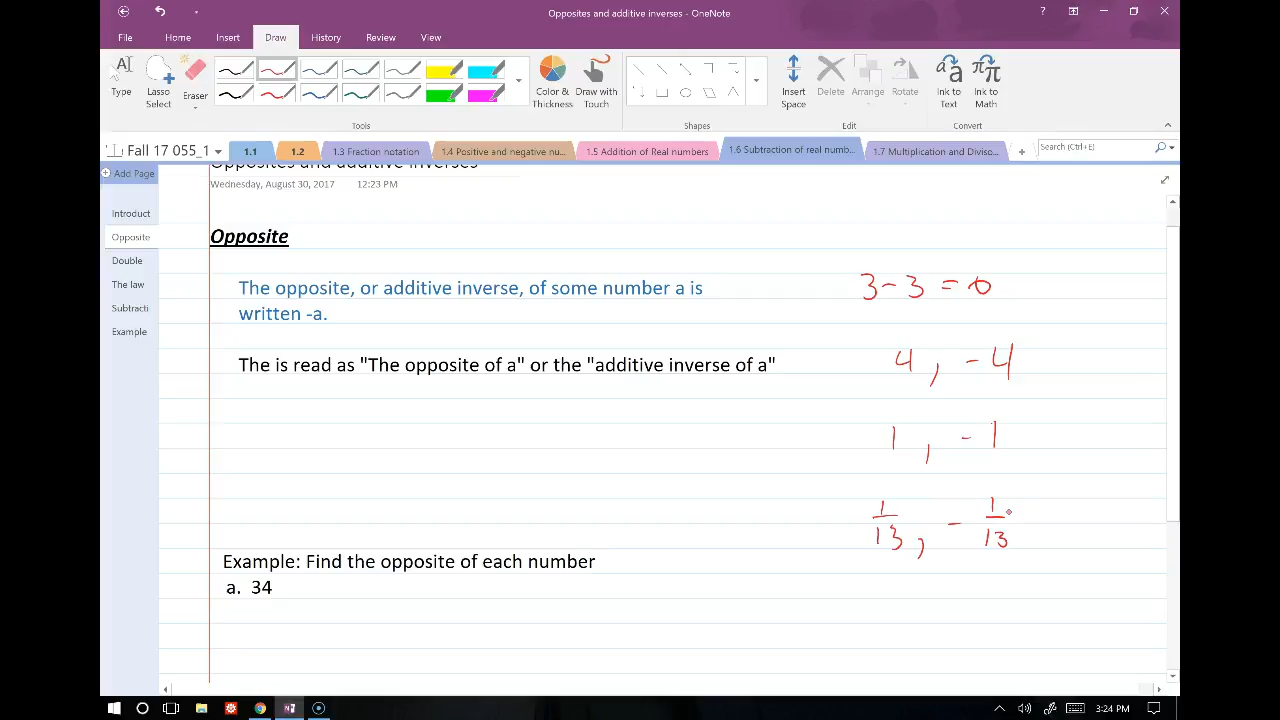 Opposites and additive inverses - OneNote
?
File Home Insert Draw History Review View
Type
Lasso Select
Eraser
Color & Thickness
Draw with Touch
Insert Space
Delete
Arrange
Rotate
Ink to Text
Ink to Math
Tools
Shapes
Edit
Convert
Fall 17 055_1
1.1
1.2
1.3 Fraction notation
1.4 Positive and negative nu...
1.5 Addition of Real numbers
1.6 Subtraction of real numb...
1.7 Multiplication and Diviso...
+
Search (Ctrl+E)
Add Page
Introduct
Opposite
Double
The law
Subtracti
Example
Opposites and additive inverses
Wednesday, August 30, 2017 12:23 PM
Opposite
The opposite, or additive inverse, of some number a is
written -a.
The is read as "The opposite of a" or the "additive inverse of a"
Example: Find the opposite of each number
a. 34
3 - 3 = 0
4 , - 4
1 , - 1
1/13 , - 1/13
3:24 PM